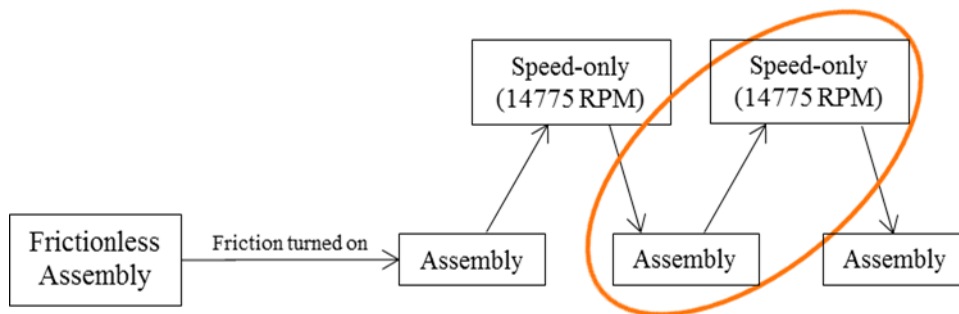 Speed-only
(14775 RPM)
Speed-only
(14775 RPM)
Frictionless
Assembly
Friction turned on
Assembly
Assembly
Assembly